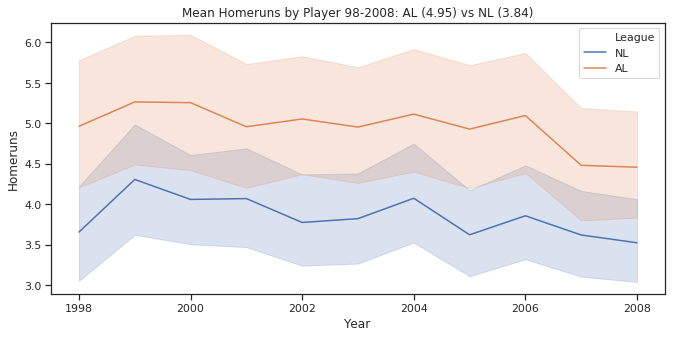 Mean Homeruns by Player 98-2008: AL (4.95) vs NL (3.84)
League
NL
AL
Homeruns
6.0
5.5
5.0
4.5
4.0
3.5
3.0
1998 2000 2002 2004 2006 2008
Year